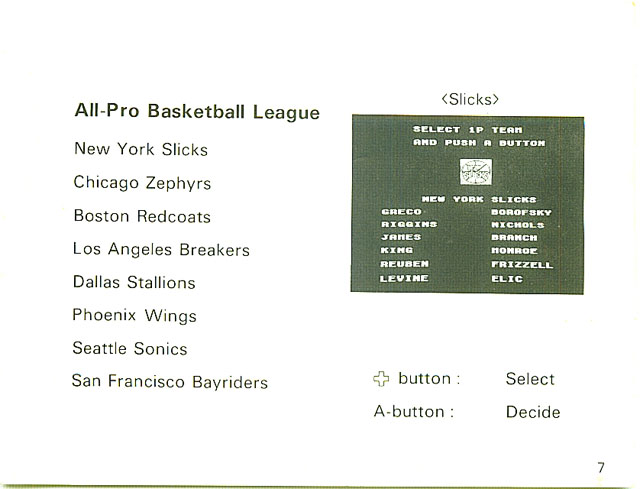 All-Pro Basketball League
New York Slicks
Chicago Zephyrs
Boston Redcoats
Los Angeles Breakers
Dallas Stallions
Phoenix Wings
Seattle Sonics
San Francisco Bayriders
<Slicks>
SELECT 1P TEAM
AND PUSH A BUTTON
NEW YORK SLICKS
GRECO BOROFSKY
RIGGINS NICHOLS
JAMES BRANCH
KING MONROE
REUBEN FRIZZELL
LEVINE ELIC
button : Select
A-button : Decide
7